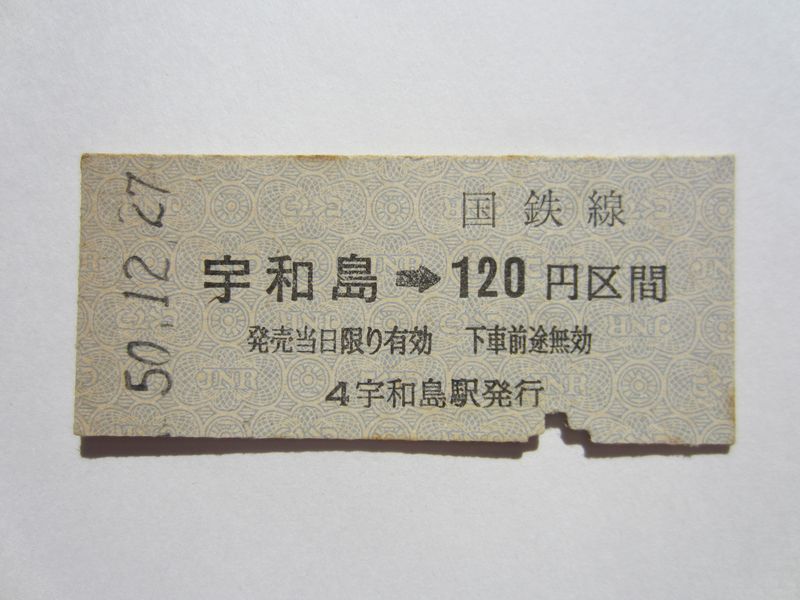 国鉄線
宇和島➡120円区間
発売当日限り有効 下車前途無効
4宇和島駅発行
50.12.27
JNR